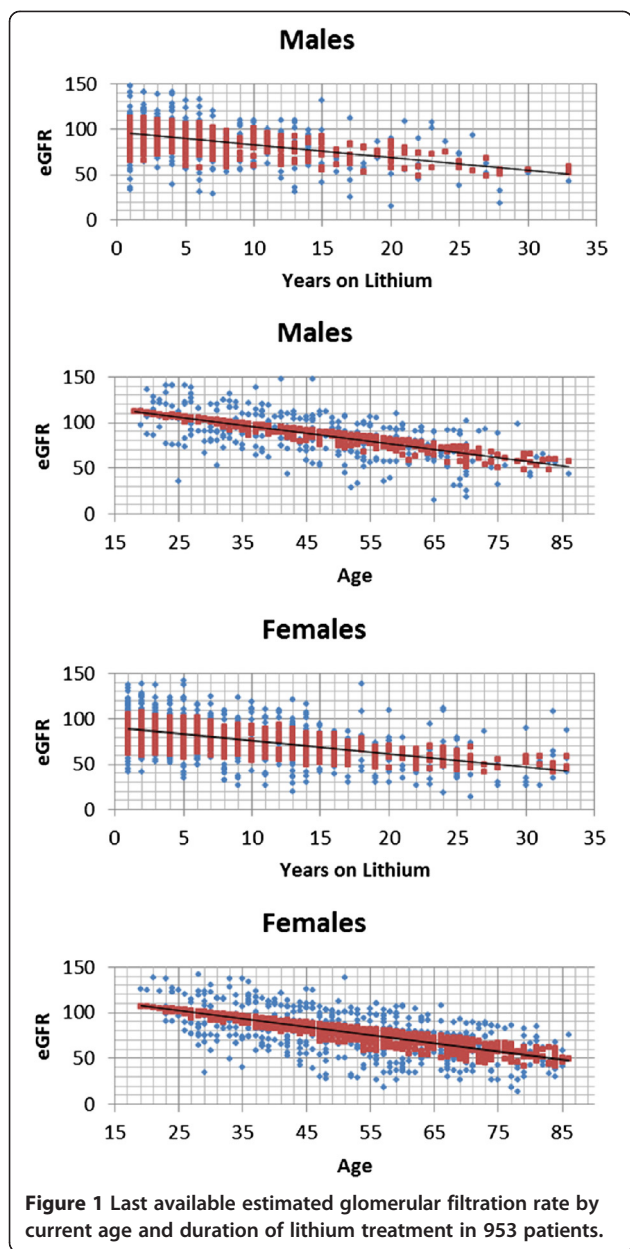 Males
150
100
50
0
eGFR
0 5 10 15 20 25 30 35
Years on Lithium
Males
150
100
50
0
eGFR
15 25 35 45 55 65 75 85
Age
Females
150
100
50
0
eGFR
0 5 10 15 20 25 30 35
Years on Lithium
Females
150
100
50
0
eGFR
15 25 35 45 55 65 75 85
Age
Figure 1 Last available estimated glomerular filtration rate by
current age and duration of lithium treatment in 953 patients.